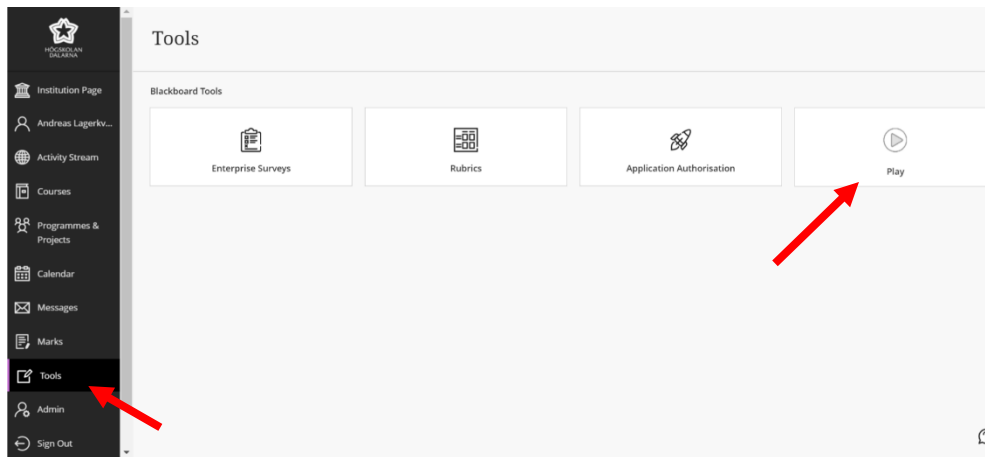 HÖGSKOLAN
DALARNA
Institution Page
Andreas Lagerkv...
Activity Stream
Courses
Programmes &
Projects
Calendar
Messages
Marks
Tools
Admin
Sign Out
Tools
Blackboard Tools
Enterprise Surveys
Rubrics
Application Authorisation
Play